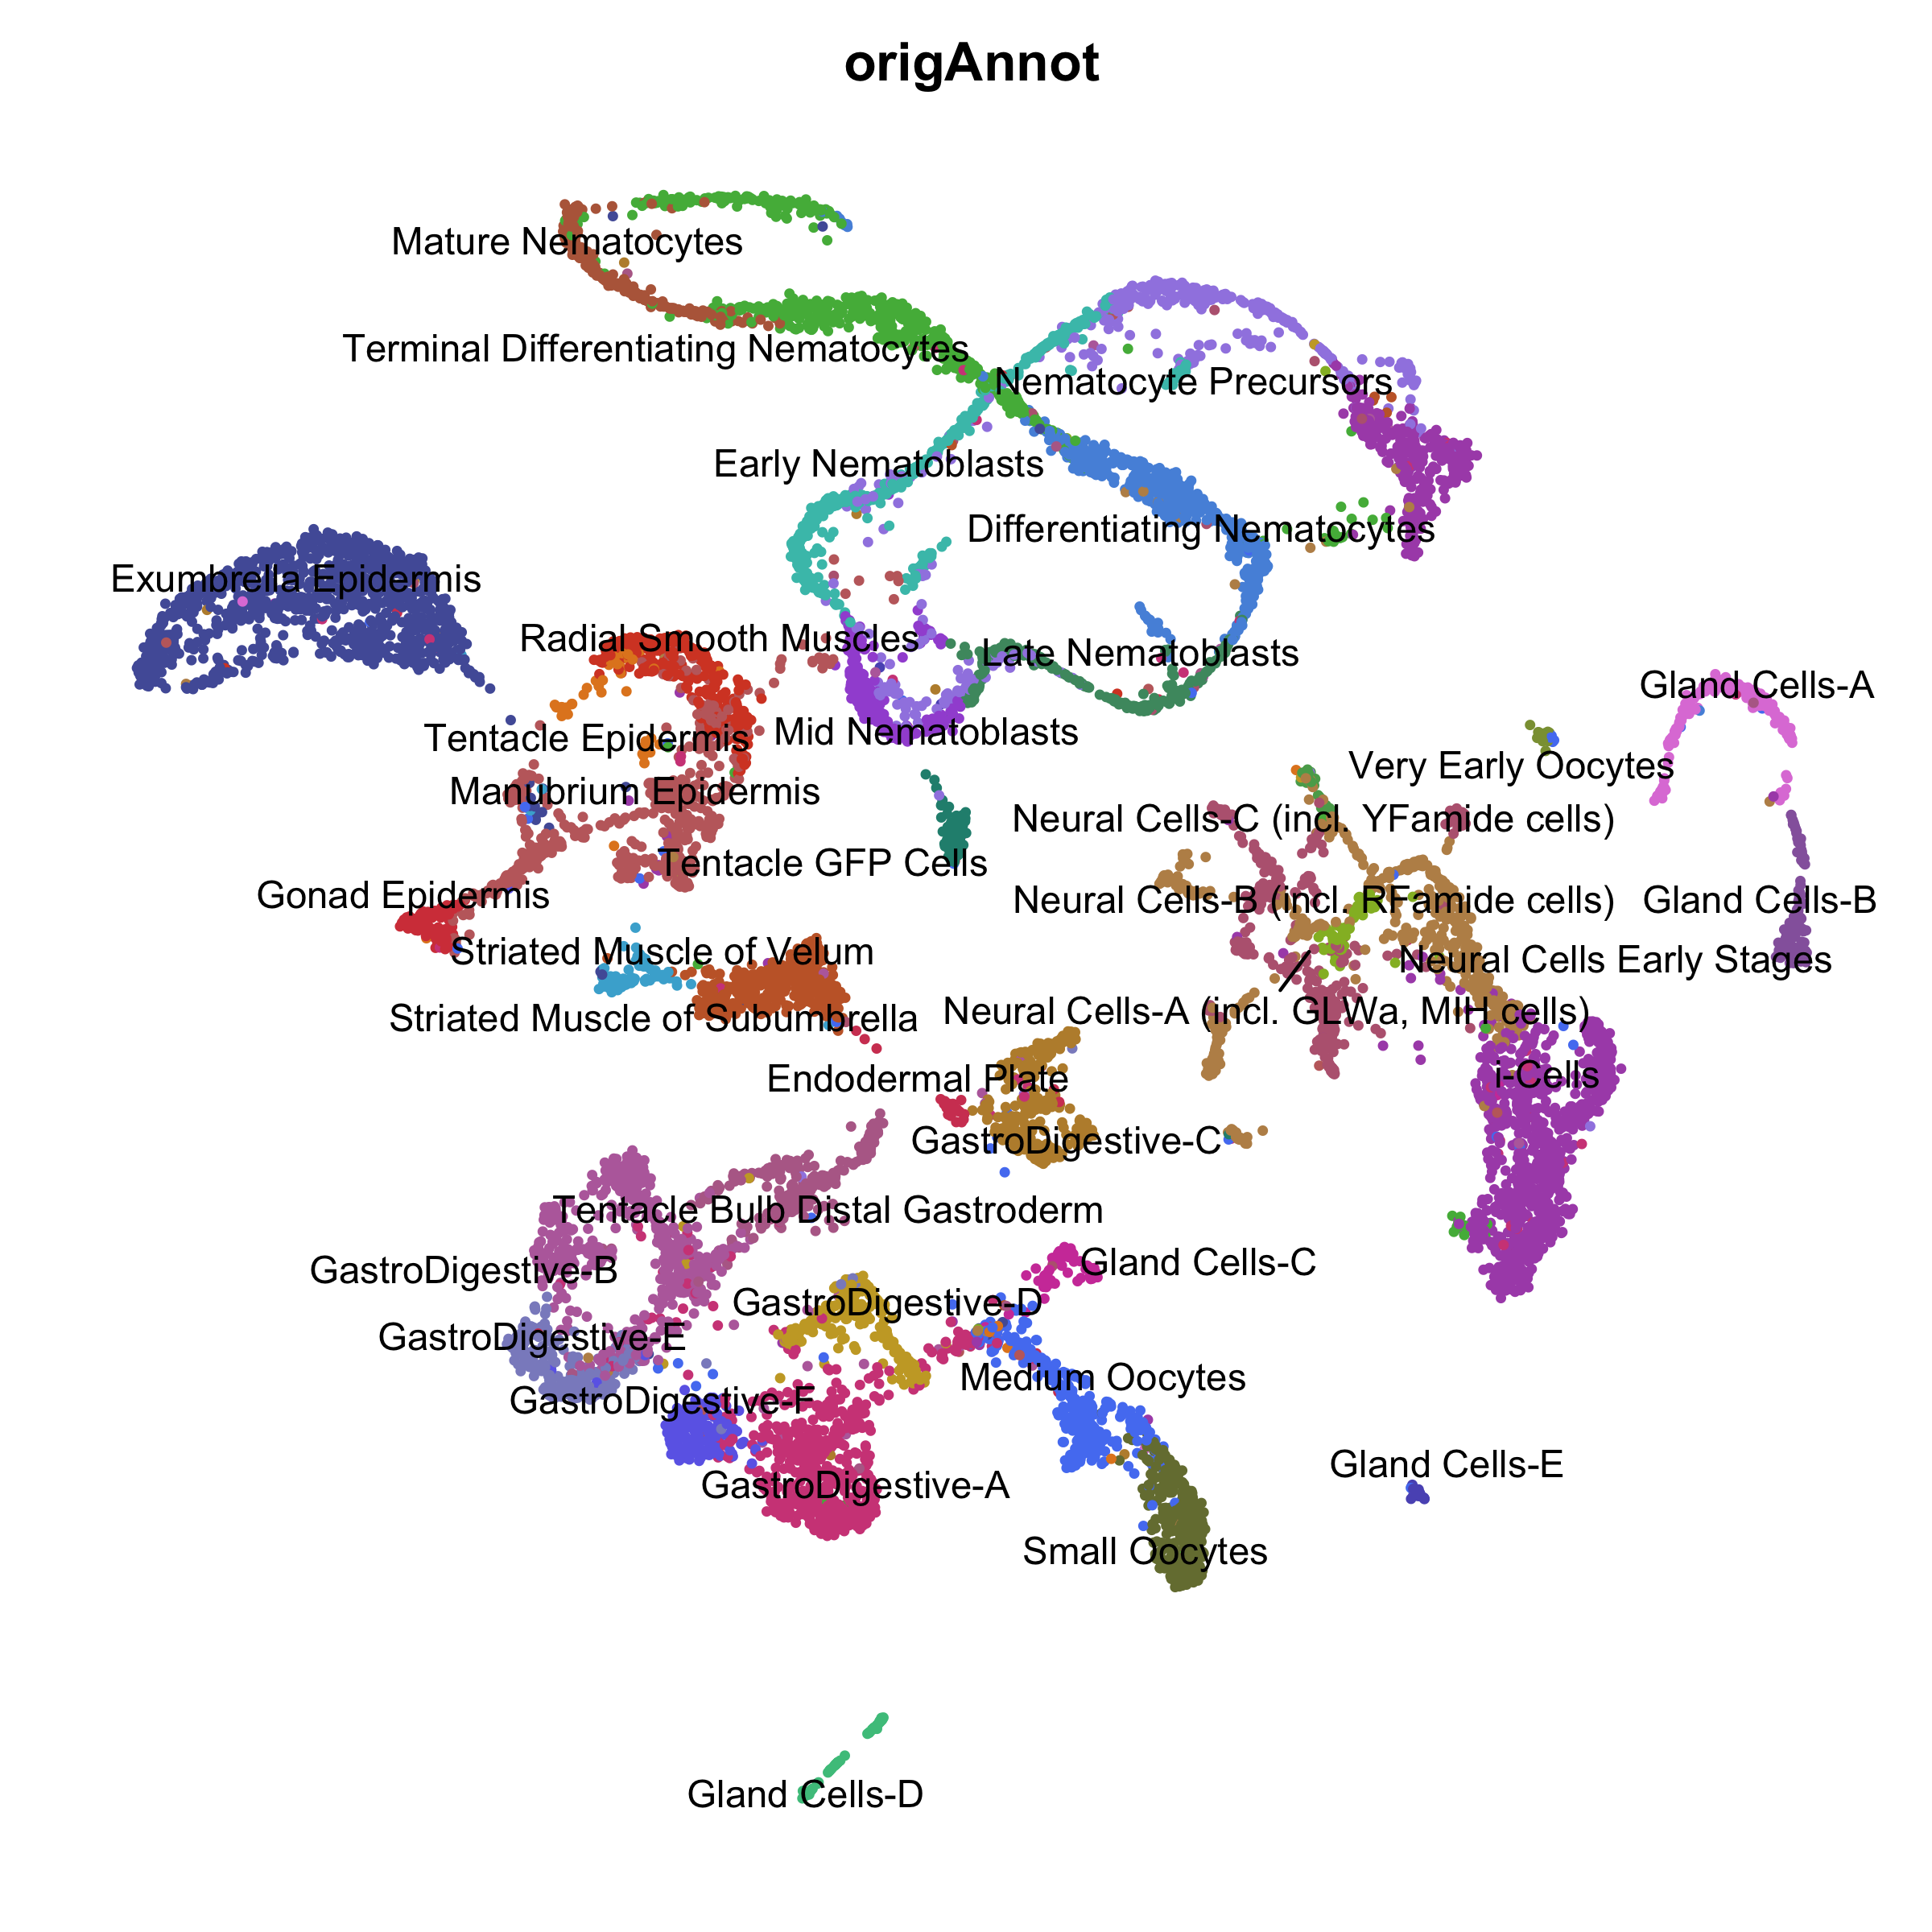 origAnnot
Mature Nematocytes
Terminal Differentiating Nematocytes
Nematocyte Precursors
Early Nematoblasts
Differentiating Nematocytes
Exumbrella Epidermis
Radial Smooth Muscles
Late Nematoblasts
Gland Cells-A
Tentacle Epidermis
Mid Nematoblasts
Very Early Oocytes
Manubrium Epidermis
Neural Cells-C (incl. YFamide cells)
Tentacle GFP Cells
Gonad Epidermis
Neural Cells-B (incl. RFamide cells)
Gland Cells-B
Striated Muscle of Velum
Neural Cells Early Stages
Striated Muscle of Subumbrella
Neural Cells-A (incl. GLWa, MIH cells)
Endodermal Plate
i-Cells
GastroDigestive-C
Tentacle Bulb Distal Gastroderm
GastroDigestive-B
Gland Cells-C
GastroDigestive-D
GastroDigestive-E
Medium Oocytes
GastroDigestive-F
Gland Cells-E
GastroDigestive-A
Small Oocytes
Gland Cells-D